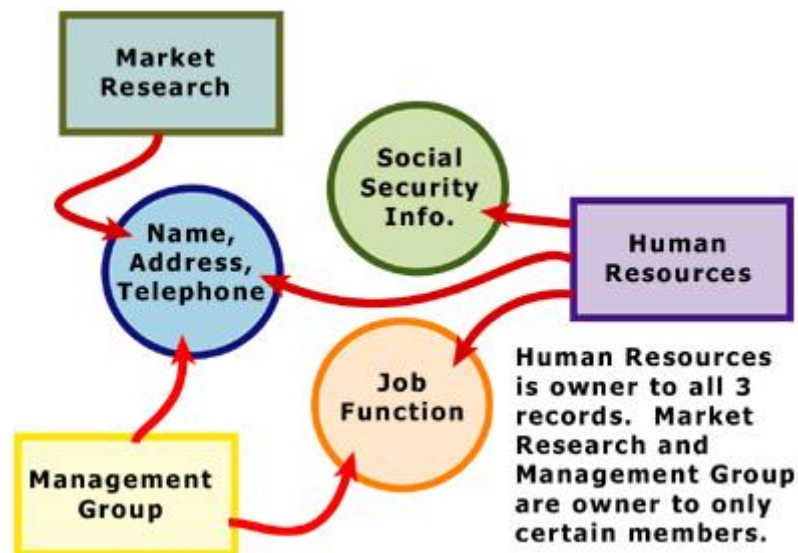 Market
Research
Social
Security
Info.
Name,
Address,
Telephone
Human
Resources
Job
Function
Management
Group
Human Resources
is owner to all 3
records.  Market
Research and
Management Group
are owner to only
certain members.